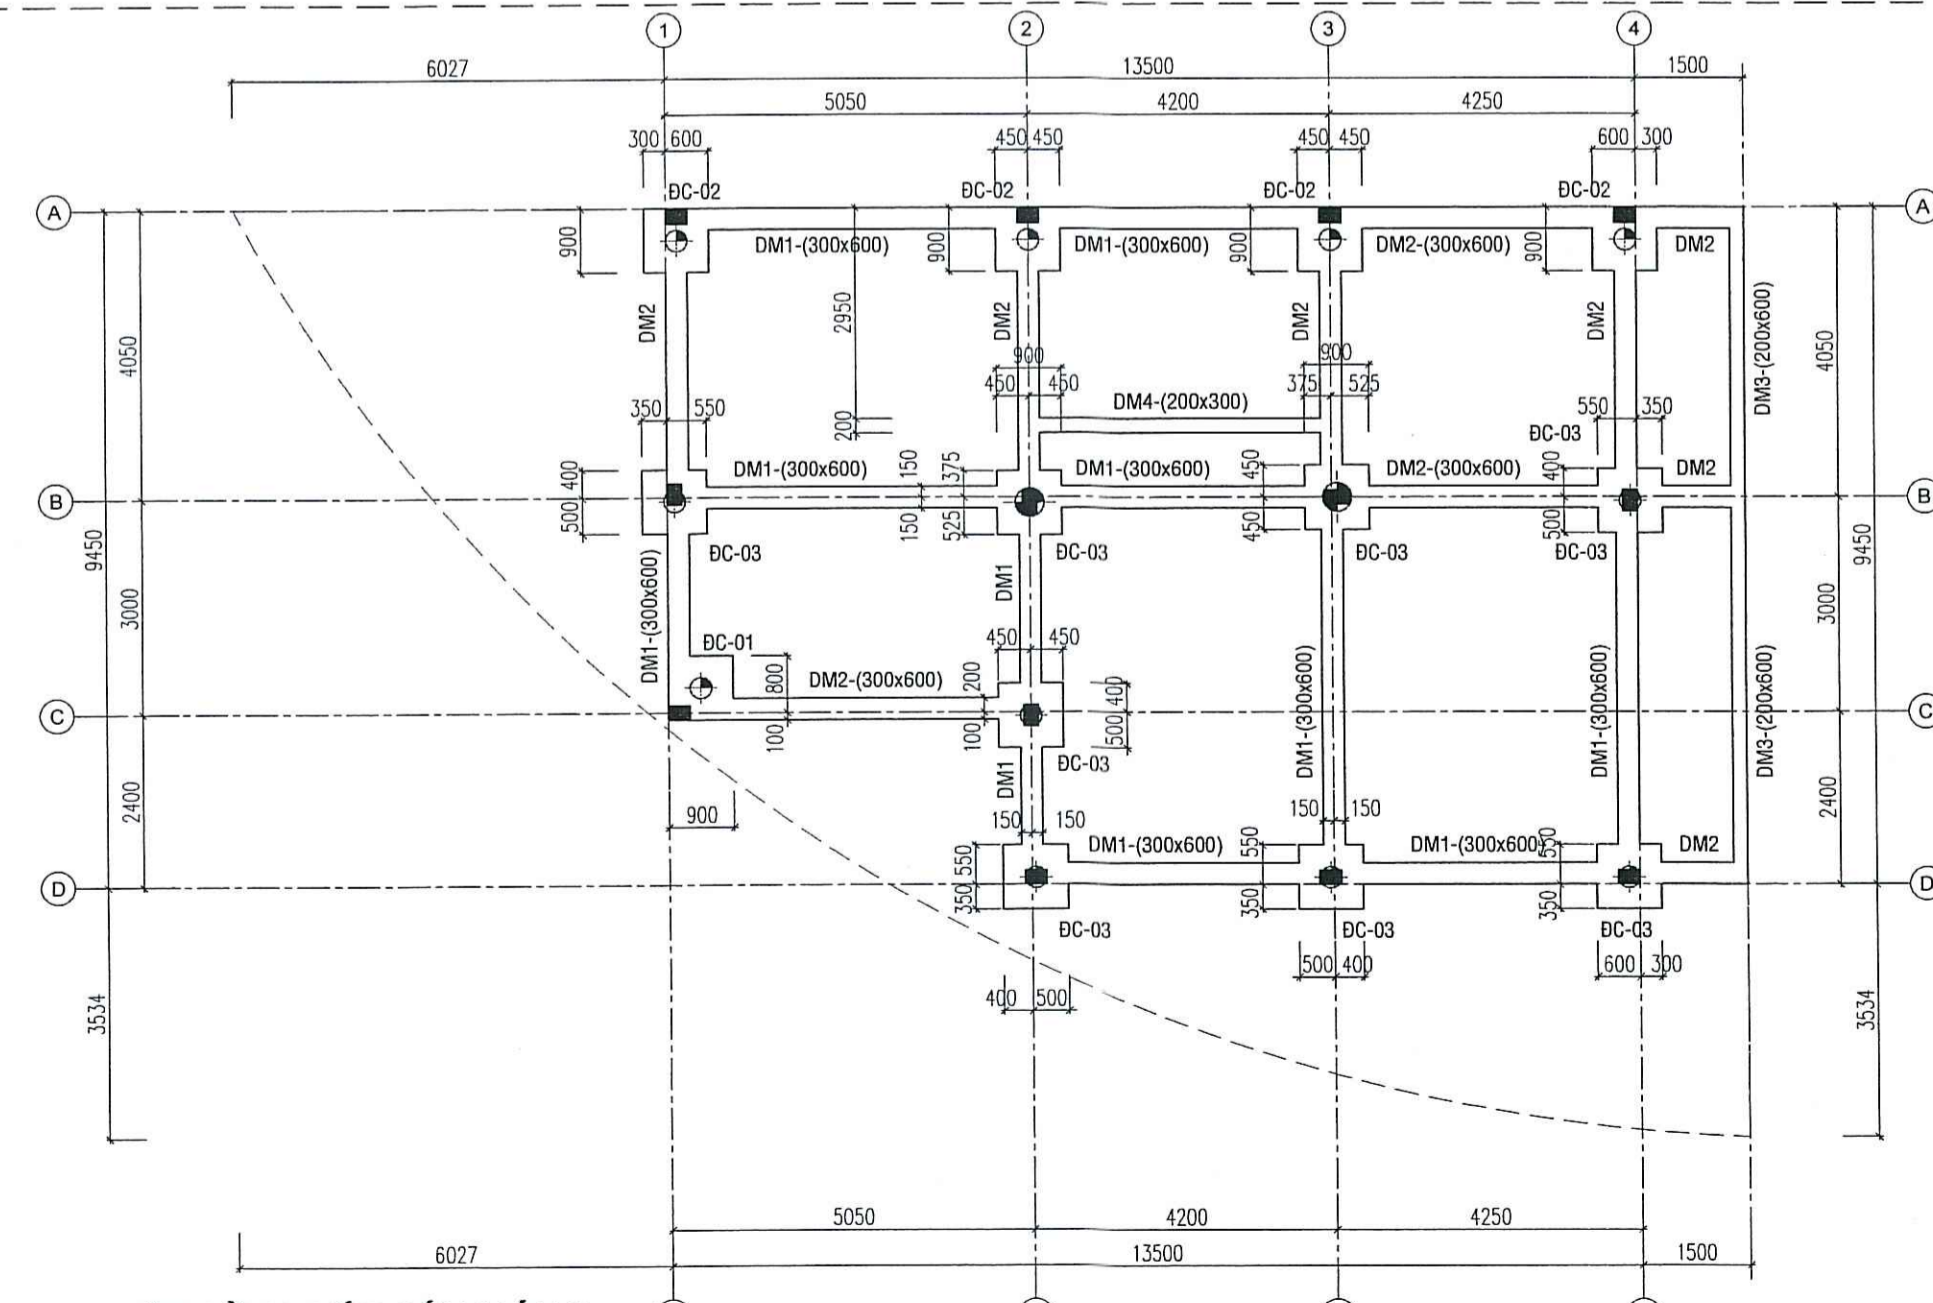 1 2 3 4
6027 13500 1500
5050 4200 4250
300 600 450 450 450 450 600 300
ĐC-02 ĐC-02 ĐC-02 ĐC-02
A A
900 DM1-(300x600) 900 DM1-(300x600) 900 DM2-(300x600) 900 DM2
DM2 2950 DM2 DM2 DM2 DM3-(200x600)
4050 4050
900 900
450 450 375 525
DM4-(200x300)
350 550 200 550 350
ĐC-03
400 DM1-(300x600) 150 375 DM1-(300x600) 450 DM2-(300x600) 400 DM2
B B
500 150 525 450 500
ĐC-03 ĐC-03 ĐC-03 ĐC-03
9450 9450
DM1-(300x600) DM1
3000 3000
ĐC-01 450 450
800 DM2-(300x600) 200 400
DM1-(300x600) DM1-(300x600) DM3-(200x600)
C C
100 100 500
DM1 ĐC-03
2400 2400
900 150 150 150 150
550 DM1-(300x600) 550 DM1-(300x600) 550 DM2
D D
350 350 350
ĐC-03 ĐC-03 ĐC-03
500 400 600 300
400 500
3534 3534
5050 4200 4250
6027 13500 1500